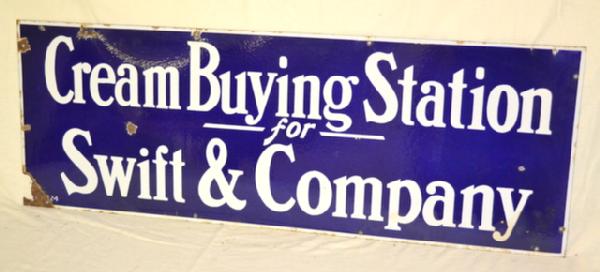 Cream Buying Station
for
Swift & Company